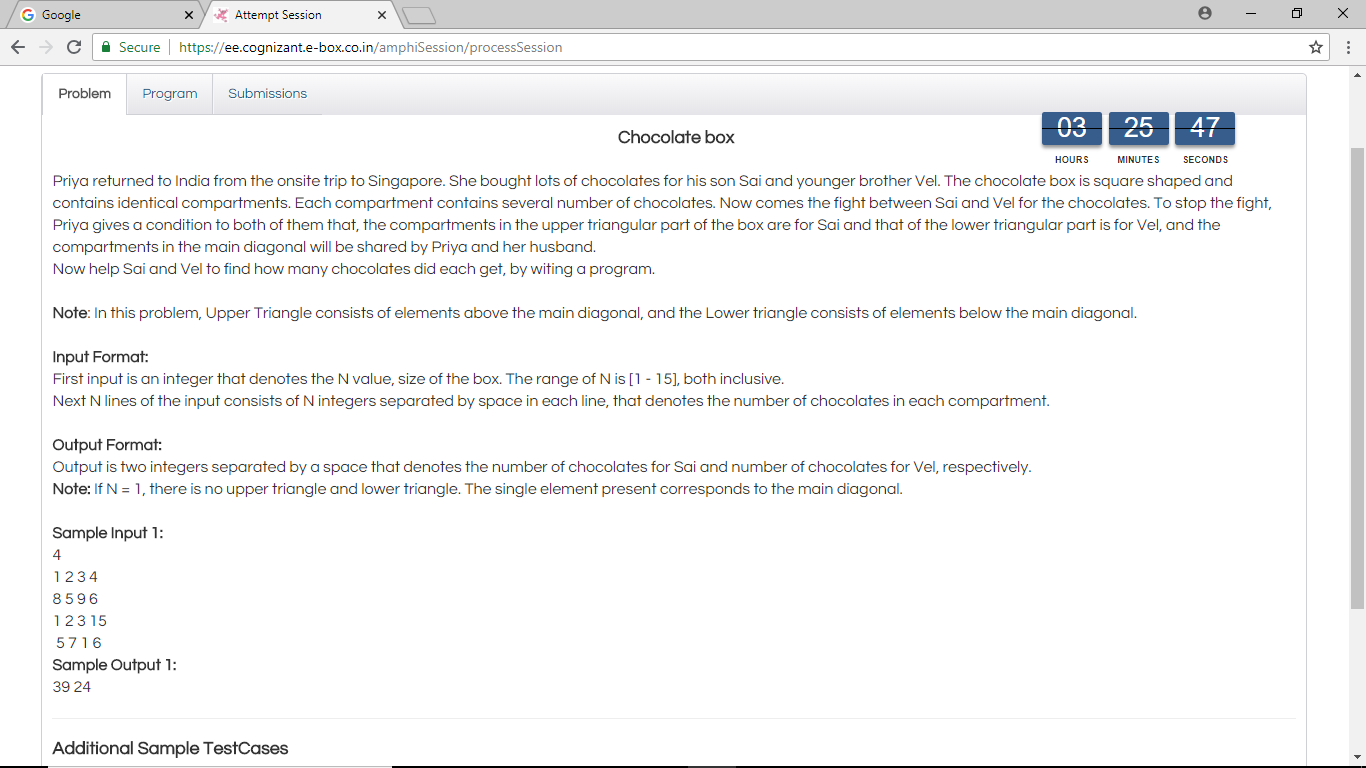 Google
Attempt Session
Secure
https://ee.cognizant.e-box.co.in/amphiSession/processSession
Problem
Program
Submissions
Chocolate box
03 25 47
HOURS MINUTES SECONDS
Priya returned to India from the onsite trip to Singapore. She bought lots of chocolates for his son Sai and younger brother Vel. The chocolate box is square shaped and
contains identical compartments. Each compartment contains several number of chocolates. Now comes the fight between Sai and Vel for the chocolates. To stop the fight,
Priya gives a condition to both of them that, the compartments in the upper triangular part of the box are for Sai and that of the lower triangular part is for Vel, and the
compartments in the main diagonal will be shared by Priya and her husband.
Now help Sai and Vel to find how many chocolates did each get, by witing a program.
Note: In this problem, Upper Triangle consists of elements above the main diagonal, and the Lower triangle consists of elements below the main diagonal.
Input Format:
First input is an integer that denotes the N value, size of the box. The range of N is [1 - 15], both inclusive.
Next N lines of the input consists of N integers separated by space in each line, that denotes the number of chocolates in each compartment.
Output Format:
Output is two integers separated by a space that denotes the number of chocolates for Sai and number of chocolates for Vel, respectively.
Note: If N = 1, there is no upper triangle and lower triangle. The single element present corresponds to the main diagonal.
Sample Input 1:
4
1 2 3 4
8 5 9 6
1 2 3 15
5 7 1 6
Sample Output 1:
39 24
Additional Sample TestCases